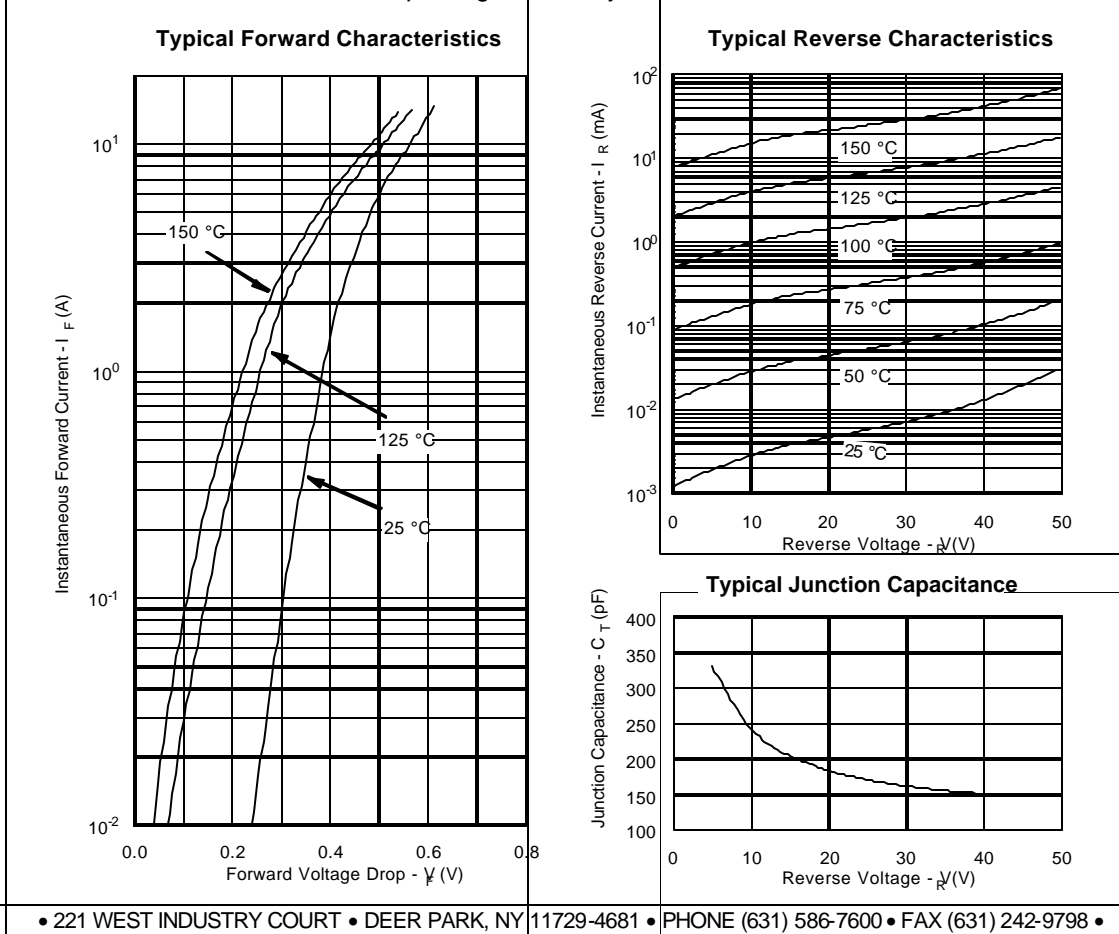 Typical Forward Characteristics
10¹
10⁰
10⁻¹
10⁻²
Instantaneous Forward Current - I F (A)
150 °C
125 °C
25 °C
0.0 0.2 0.4 0.6 0.8
Forward Voltage Drop - V F (V)
Typical Reverse Characteristics
10²
10¹
10⁰
10⁻¹
10⁻²
10⁻³
Instantaneous Reverse Current - I R (mA)
150 °C
125 °C
100 °C
75 °C
50 °C
25 °C
0 10 20 30 40 50
Reverse Voltage - V R (V)
Typical Junction Capacitance
400
350
300
250
200
150
100
Junction Capacitance - C T (pF)
0 10 20 30 40 50
Reverse Voltage - V R (V)
• 221 WEST INDUSTRY COURT • DEER PARK, NY 11729-4681 • PHONE (631) 586-7600 • FAX (631) 242-9798 •